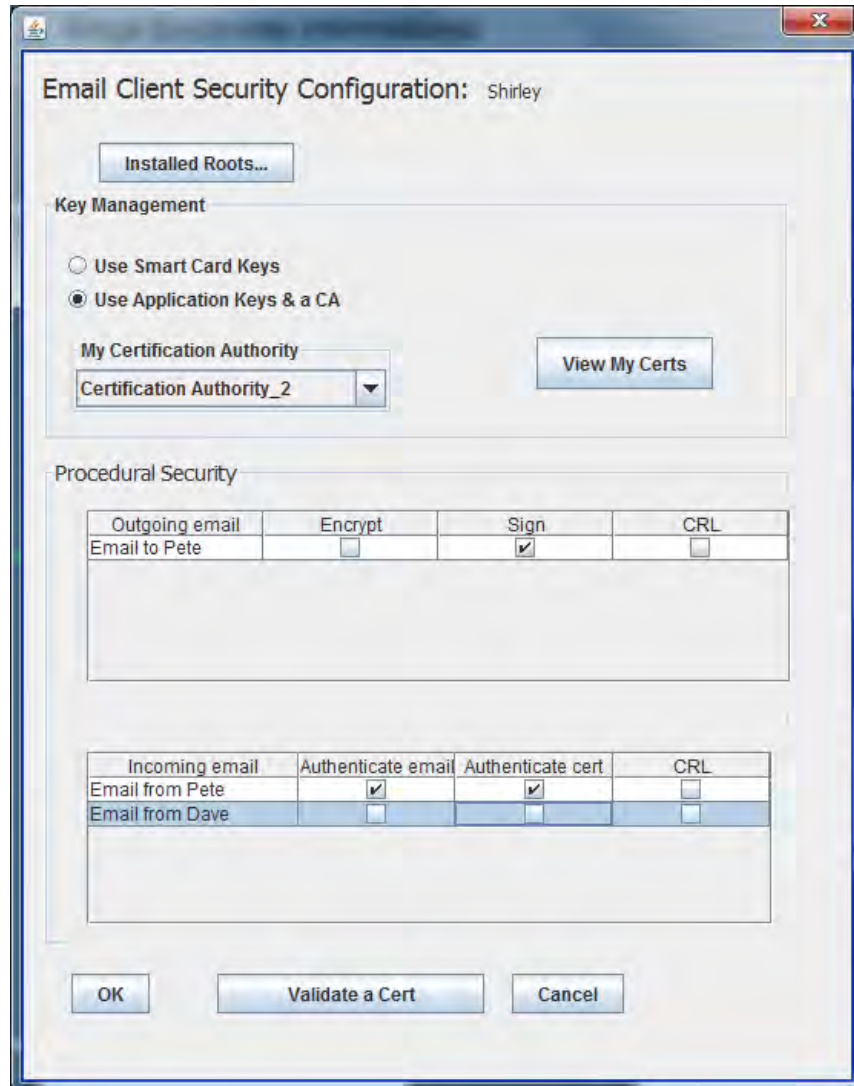 Email Client Security Configuration: Shirley
Installed Roots...
Key Management
Use Smart Card Keys
Use Application Keys & a CA
My Certification Authority
Certification Authority_2
View My Certs
Procedural Security
Outgoing email Encrypt Sign CRL
Email to Pete
Incoming email Authenticate email Authenticate cert CRL
Email from Pete
Email from Dave
OK Validate a Cert Cancel